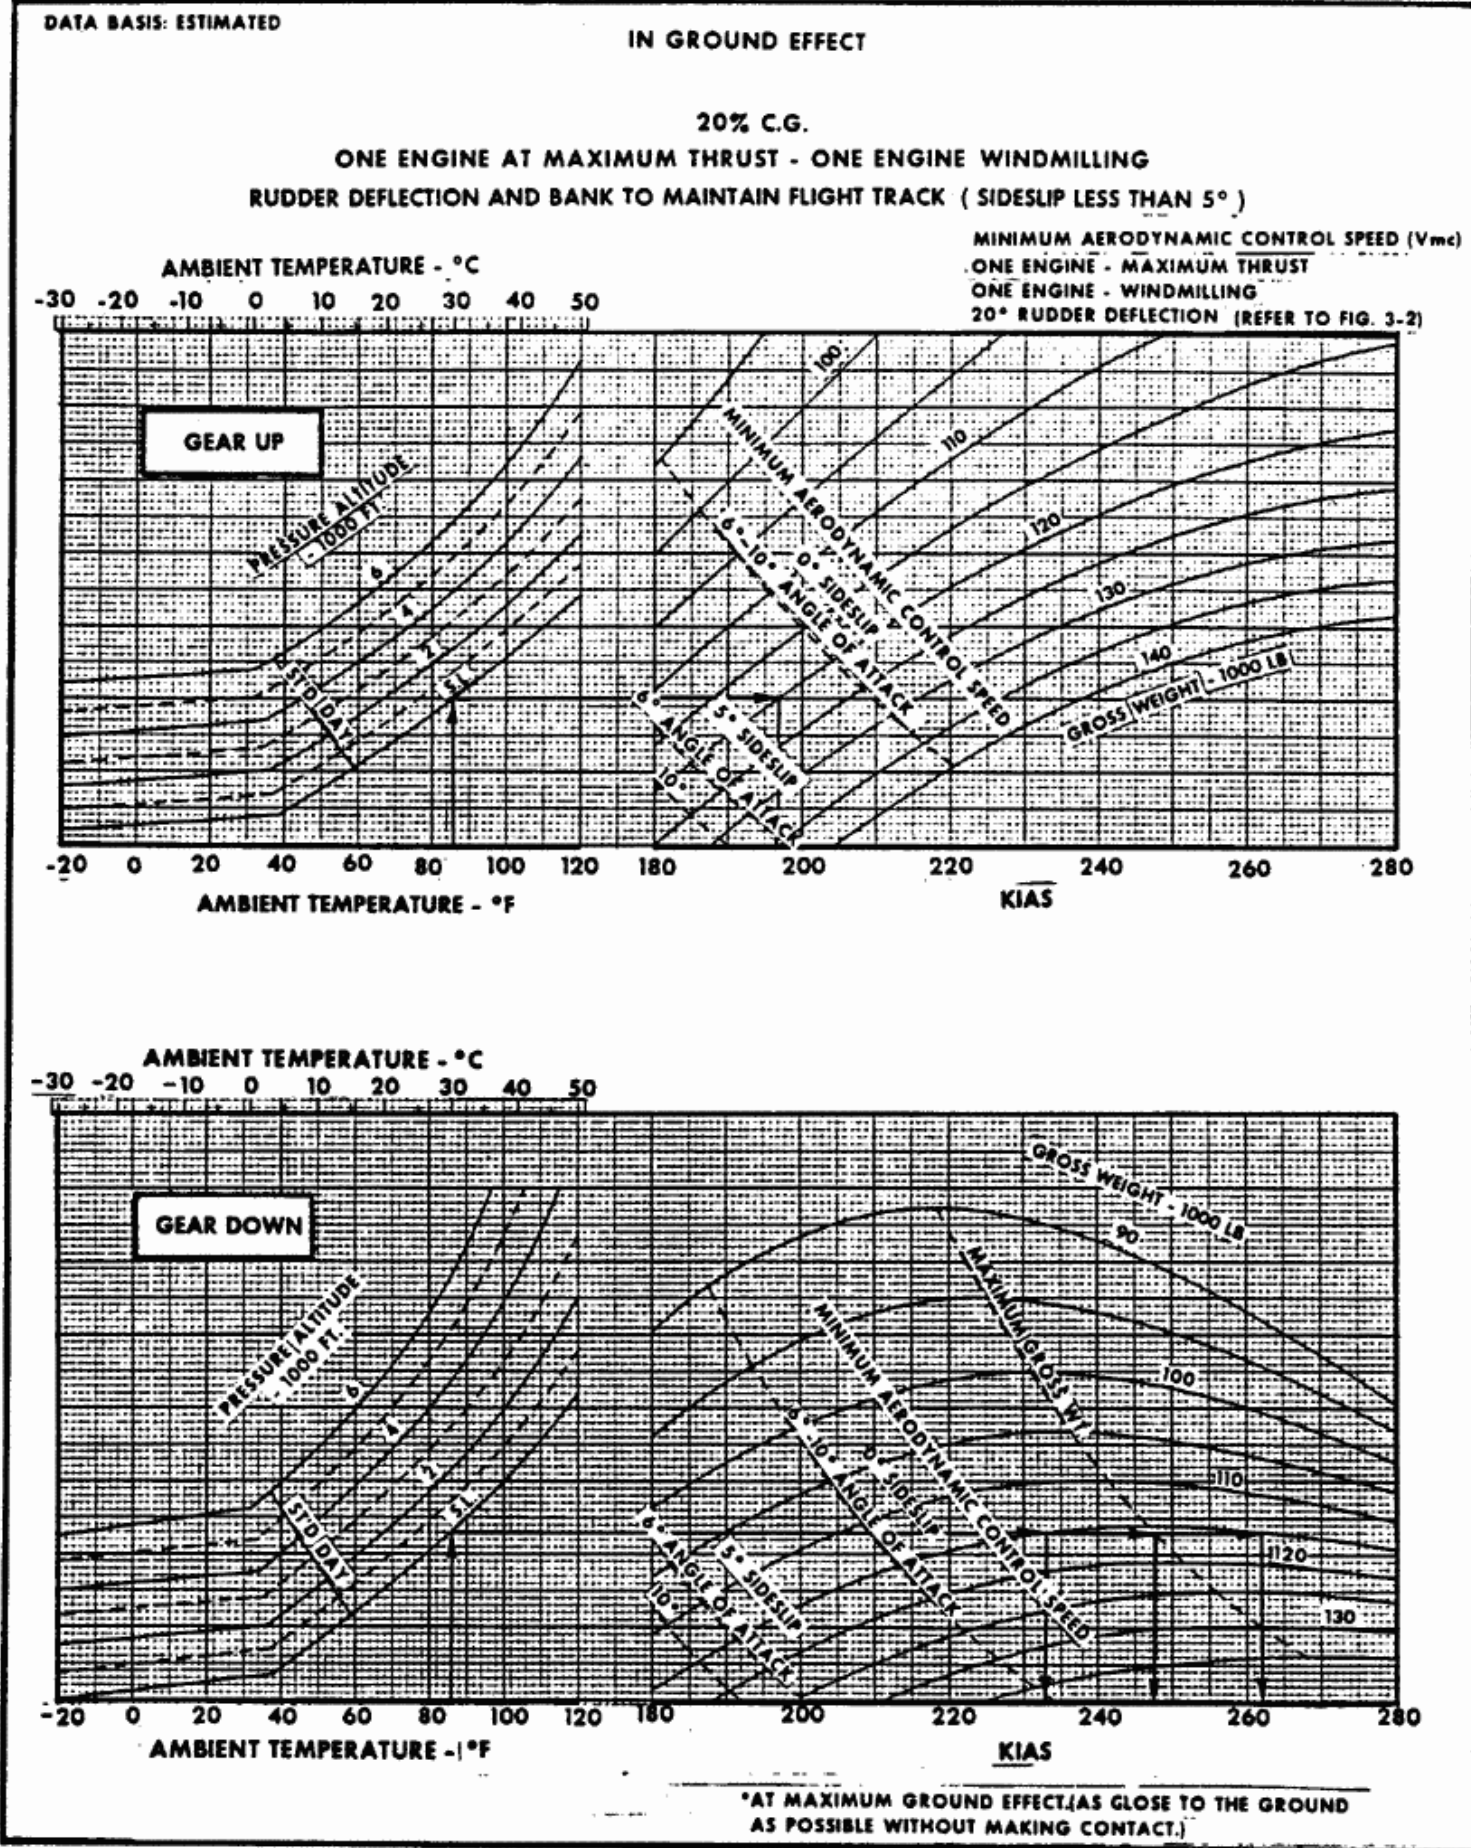 DATA BASIS: ESTIMATED
IN GROUND EFFECT
20% C.G.
ONE ENGINE AT MAXIMUM THRUST - ONE ENGINE WINDMILLING
RUDDER DEFLECTION AND BANK TO MAINTAIN FLIGHT TRACK ( SIDESLIP LESS THAN 5° )
MINIMUM AERODYNAMIC CONTROL SPEED (Vmc)
ONE ENGINE - MAXIMUM THRUST
ONE ENGINE - WINDMILLING
20° RUDDER DEFLECTION (REFER TO FIG. 3-2)
AMBIENT TEMPERATURE - °C
-30 -20 -10 0 10 20 30 40 50
GEAR UP
PRESSURE ALTITUDE
- 1000 FT.
6
4
2
S.L.
ST'D DAY
100
110
120
130
140
GROSS WEIGHT - 1000 LB
MINIMUM AERODYNAMIC CONTROL SPEED
0° SIDESLIP
6°-10° ANGLE OF ATTACK
5° SIDESLIP
6° ANGLE OF ATTACK
10°
-20 0 20 40 60 80 100 120 180 200 220 240 260 280
AMBIENT TEMPERATURE - °F
KIAS
AMBIENT TEMPERATURE - °C
-30 -20 -10 0 10 20 30 40 50
GEAR DOWN
PRESSURE ALTITUDE
- 1000 FT.
6
4
2
S.L.
ST'D DAY
GROSS WEIGHT - 1000 LB
90
100
110
120
130
MAXIMUM GROSS WT.
MINIMUM AERODYNAMIC CONTROL SPEED
0° SIDESLIP
6°-10° ANGLE OF ATTACK
5° SIDESLIP
6° ANGLE OF ATTACK
10°
-20 0 20 40 60 80 100 120 180 200 220 240 260 280
AMBIENT TEMPERATURE - °F
KIAS
*AT MAXIMUM GROUND EFFECT.(AS CLOSE TO THE GROUND
AS POSSIBLE WITHOUT MAKING CONTACT.)